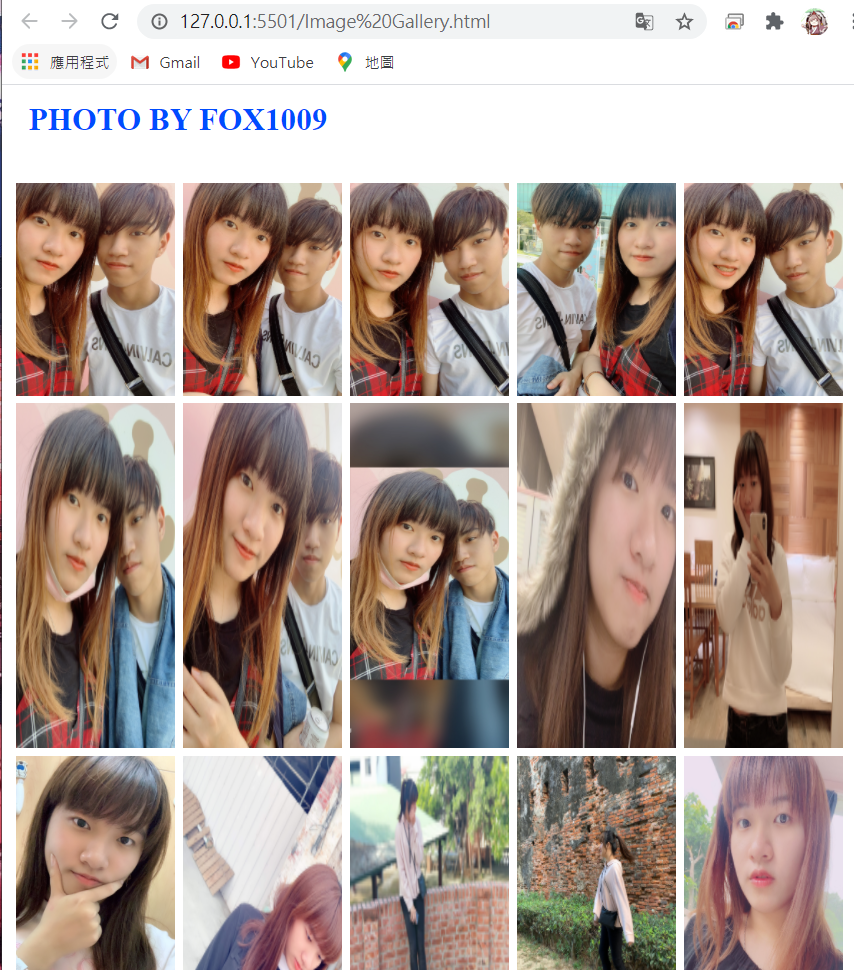 127.0.0.1:5501/Image%20Gallery.html
應用程式 Gmail YouTube 地圖
PHOTO BY FOX1009